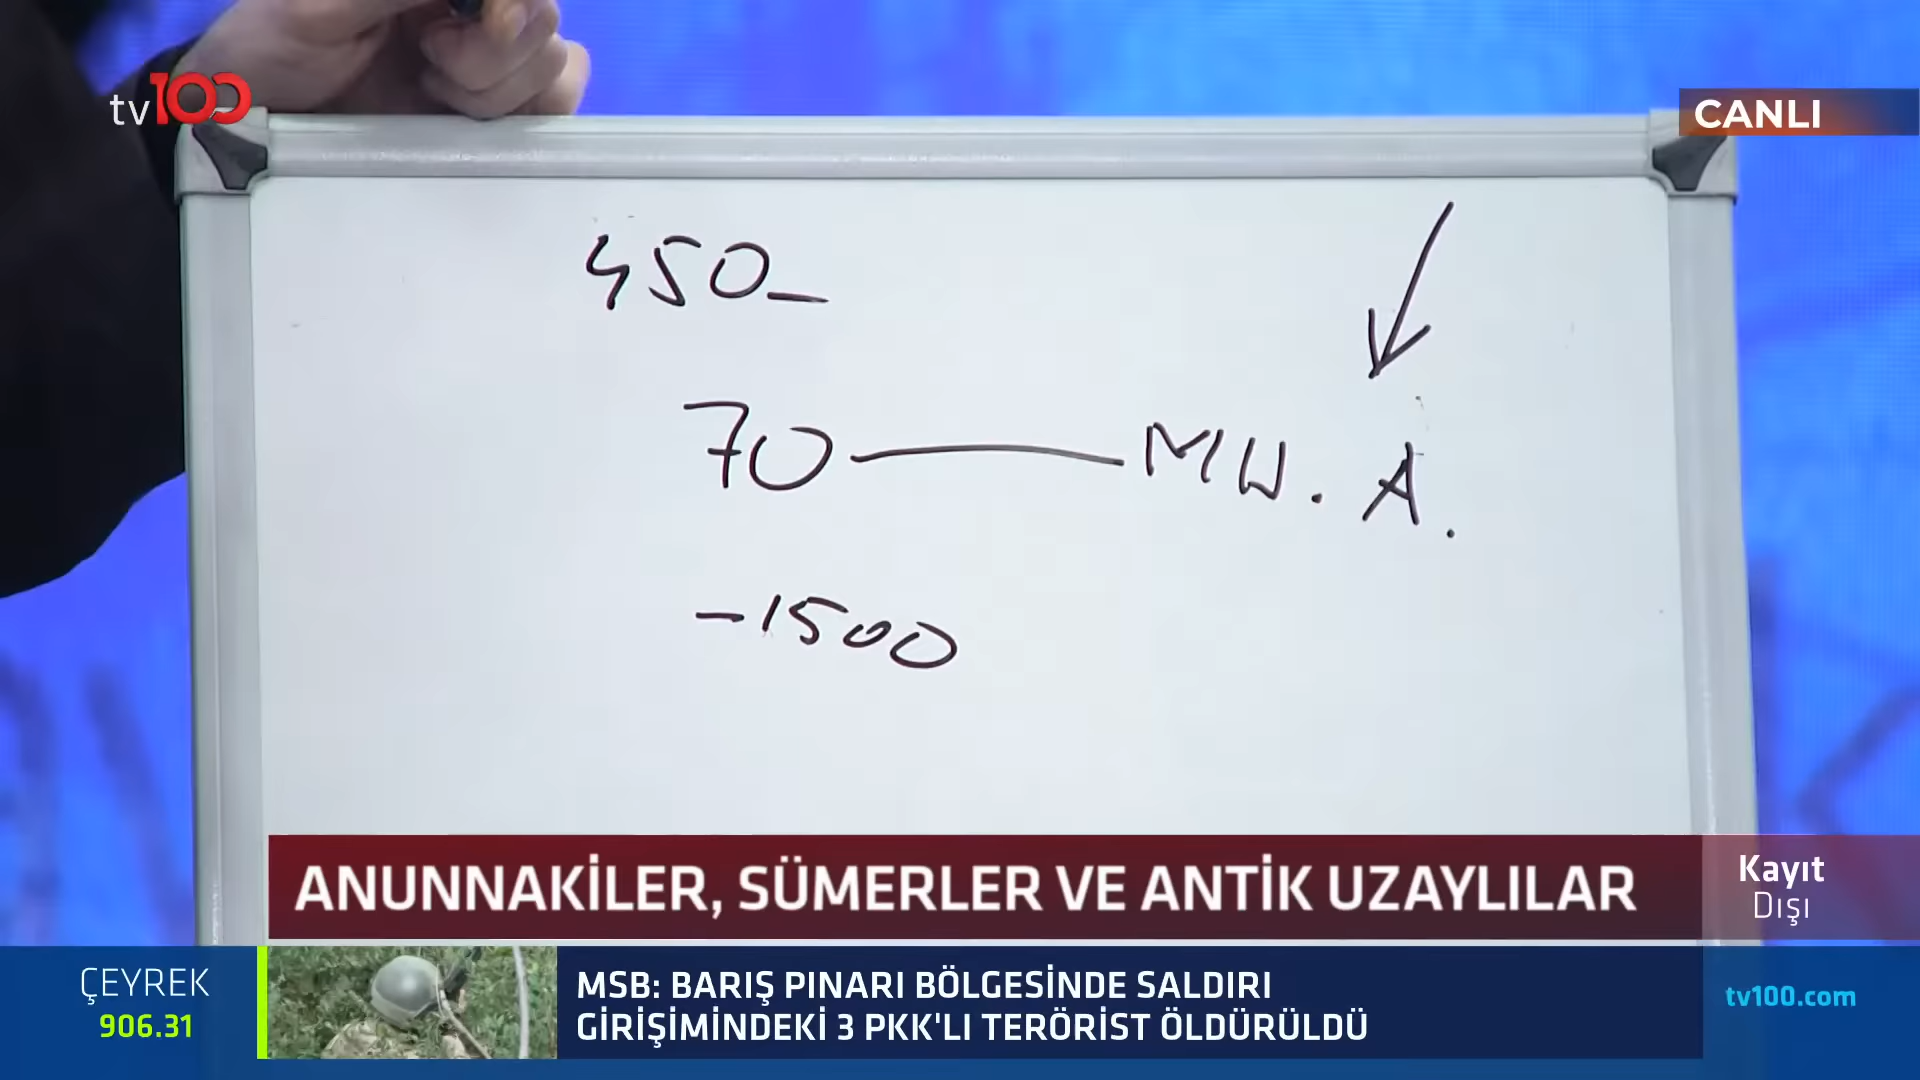 tv100
CANLI
450-
70 — MW. A.
-1500
ANUNNAKİLER, SÜMERLER VE ANTİK UZAYLILAR
Kayıt
Dışı
ÇEYREK
906.31
MSB: BARIŞ PINARI BÖLGESİNDE SALDIRI
GİRİŞİMİNDEKİ 3 PKK'LI TERÖRİST ÖLDÜRÜLDÜ
tv100.com